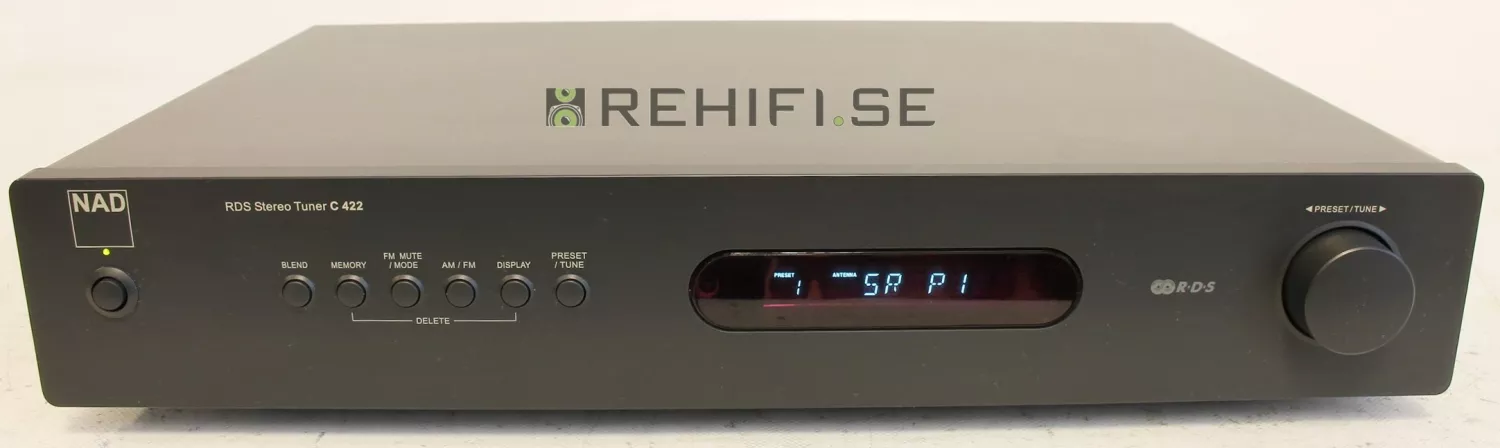 REHIFI.SE
NAD
RDS Stereo Tuner C 422
◄ PRESET/TUNE ►
BLEND
MEMORY
FM MUTE
/ MODE
AM / FM
DISPLAY
PRESET
/ TUNE
DELETE
PRESET
1
ANTENNA
SR P1
R·D·S